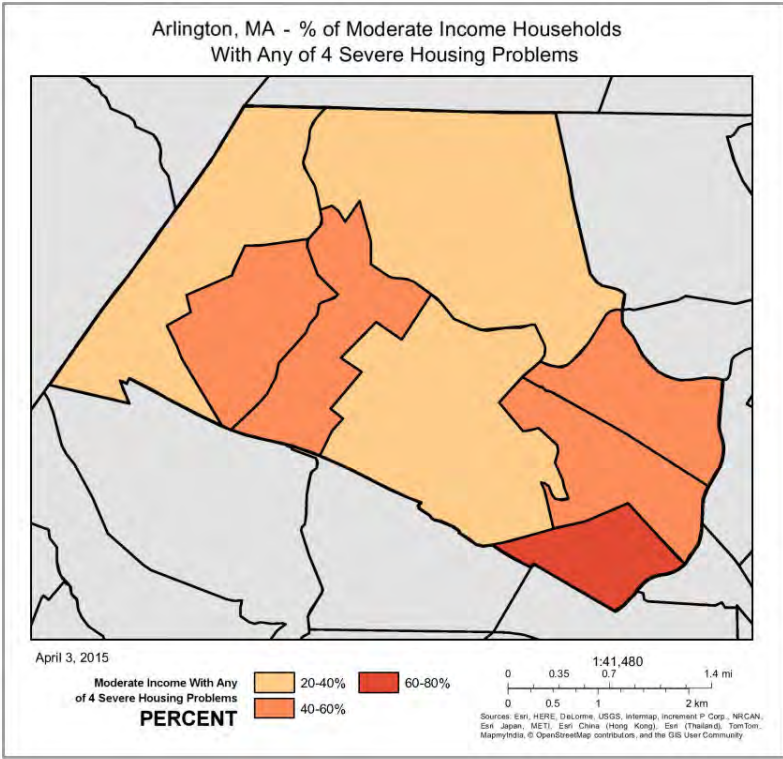 Arlington, MA - % of Moderate Income Households
With Any of 4 Severe Housing Problems
April 3, 2015
Moderate Income With Any
of 4 Severe Housing Problems
PERCENT
20-40%
40-60%
60-80%
1:41,480
0 0.35 0.7 1.4 mi
0 0.5 1 2 km
Sources: Esri, HERE, DeLorme, USGS, Intermap, increment P Corp., NRCAN,
Esri Japan, METI, Esri China (Hong Kong), Esri (Thailand), TomTom,
MapmyIndia, © OpenStreetMap contributors, and the GIS User Community